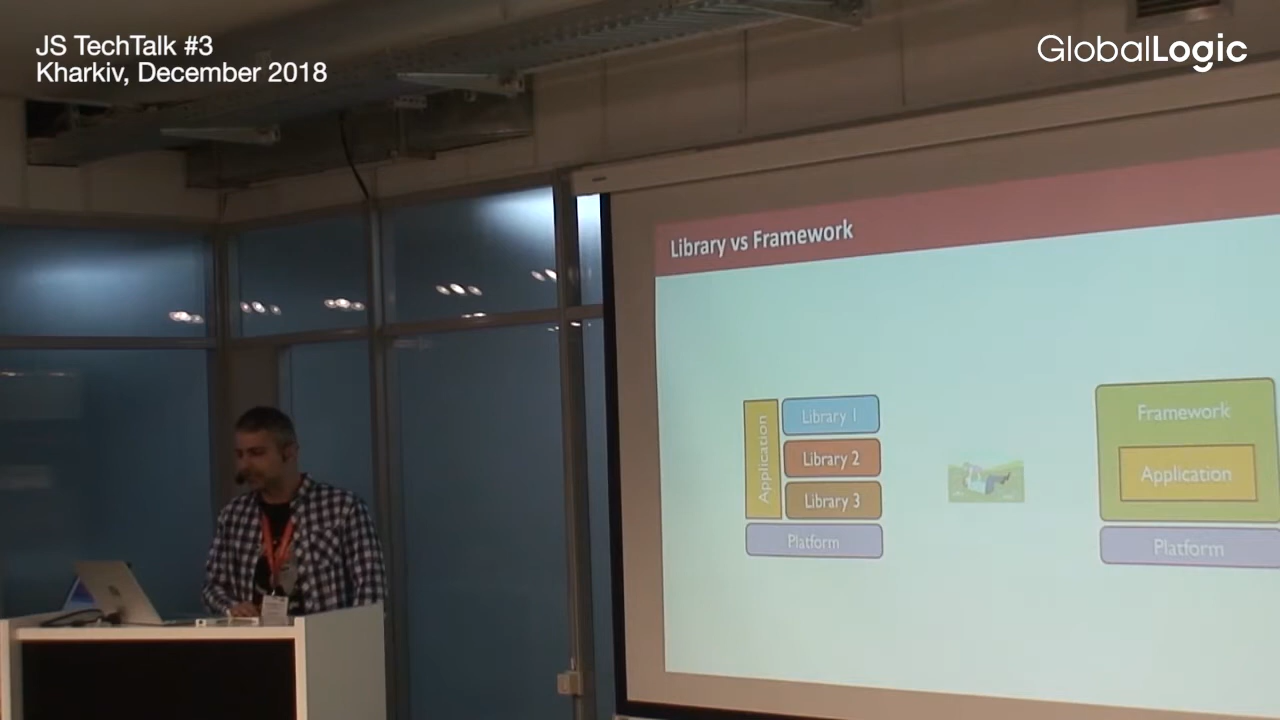 JS TechTalk #3
Kharkiv, December 2018
GlobalLogic
Library vs Framework
Application
Library 1
Library 2
Library 3
Platform
Framework
Application
Platform